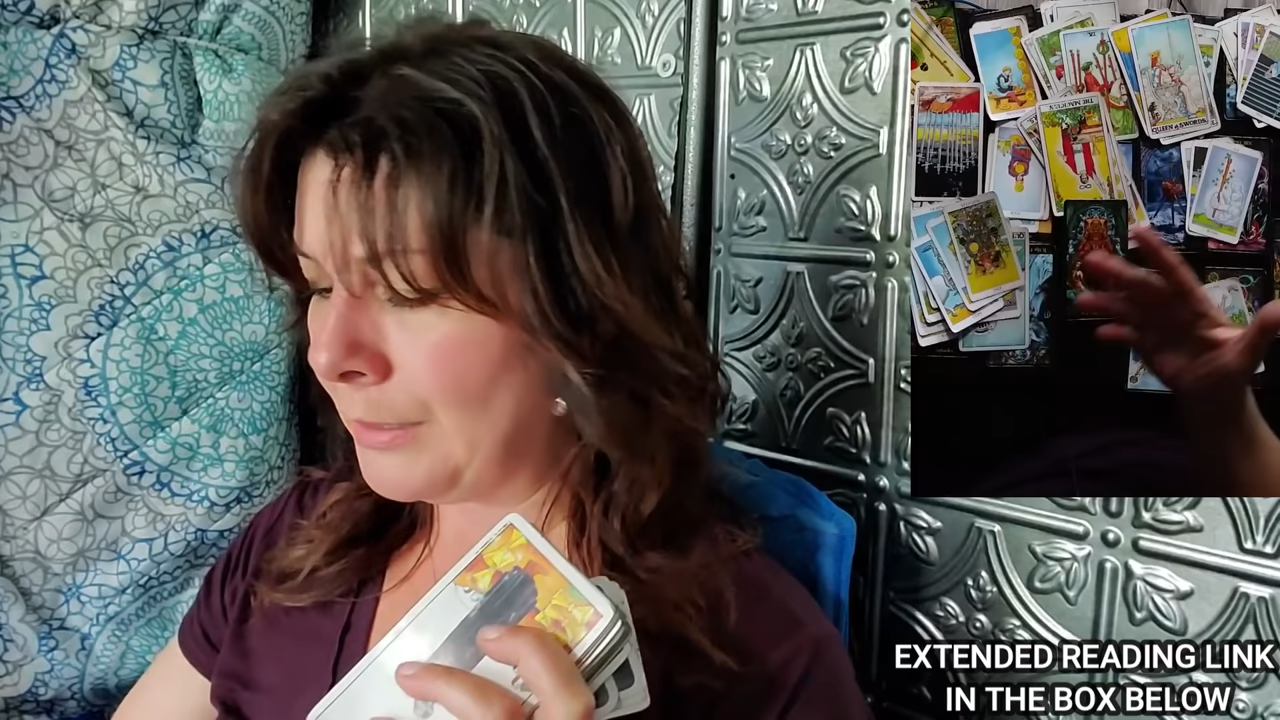 QUEEN of SWORDS.
THE MAGICIAN.
EXTENDED READING LINK
IN THE BOX BELOW